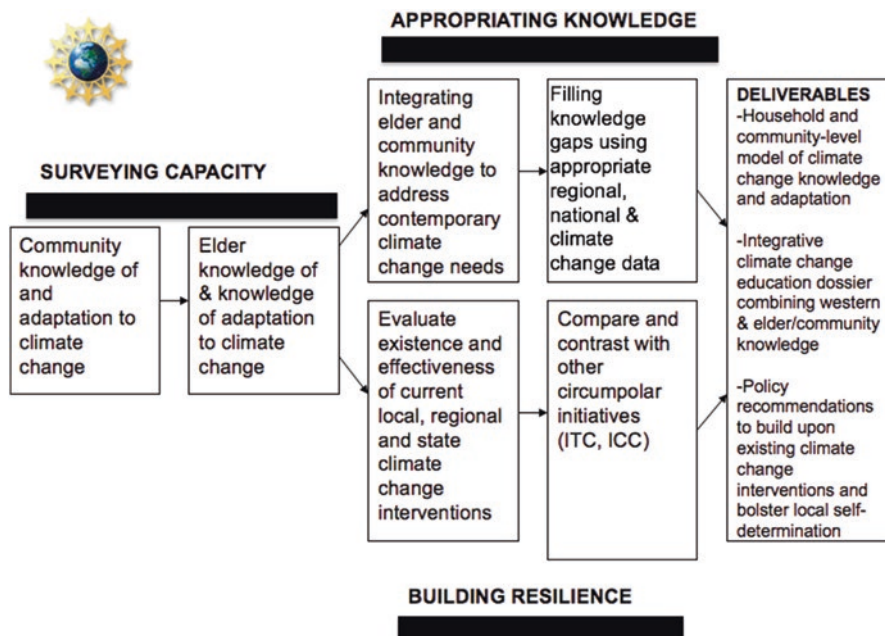 APPROPRIATING KNOWLEDGE
SURVEYING CAPACITY
Community
knowledge of
and
adaptation to
climate
change
Elder
knowledge of
& knowledge
of adaptation
to climate
change
Integrating
elder and
community
knowledge to
address
contemporary
climate
change needs
Filling
knowledge
gaps using
appropriate
regional,
national &
climate
change data
Evaluate
existence and
effectiveness
of current
local, regional
and state
climate
change
interventions
Compare and
contrast with
other
circumpolar
initiatives
(ITC, ICC)
DELIVERABLES
-Household and
community-level
model of climate
change knowledge
and adaptation
-Integrative
climate change
education dossier
combining western
& elder/community
knowledge
-Policy
recommendations
to build upon
existing climate
change
interventions and
bolster local self-
determination
BUILDING RESILIENCE